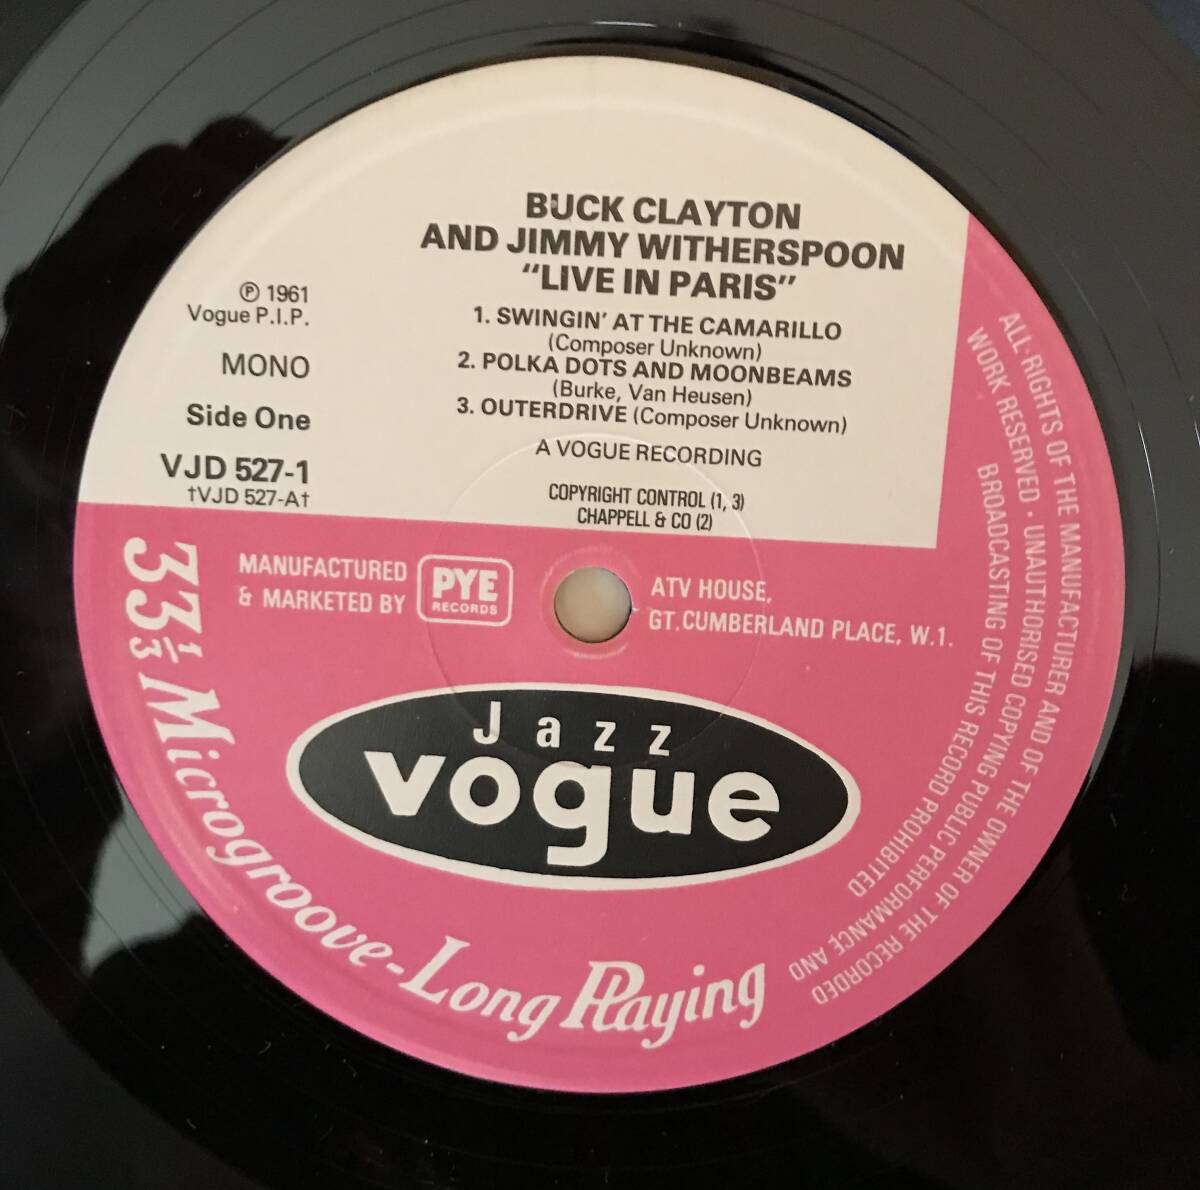 BUCK CLAYTON
AND JIMMY WITHERSPOON
"LIVE IN PARIS"
℗ 1961
Vogue P.I.P.
MONO
Side One
VJD 527-1
†VJD 527-A†
1. SWINGIN' AT THE CAMARILLO
(Composer Unknown)
2. POLKA DOTS AND MOONBEAMS
(Burke, Van Heusen)
3. OUTERDRIVE (Composer Unknown)
A VOGUE RECORDING
COPYRIGHT CONTROL (1, 3)
CHAPPELL & CO (2)
MANUFACTURED
& MARKETED BY
PYE
RECORDS
ATV HOUSE,
GT. CUMBERLAND PLACE, W.1.
Jazz
vogue
33 1/3 Microgroove-Long Playing
ALL RIGHTS OF THE MANUFACTURER AND OF THE OWNER OF THE RECORDED
WORK RESERVED · UNAUTHORISED COPYING PUBLIC PERFORMANCE AND
BROADCASTING OF THIS RECORD PROHIBITED